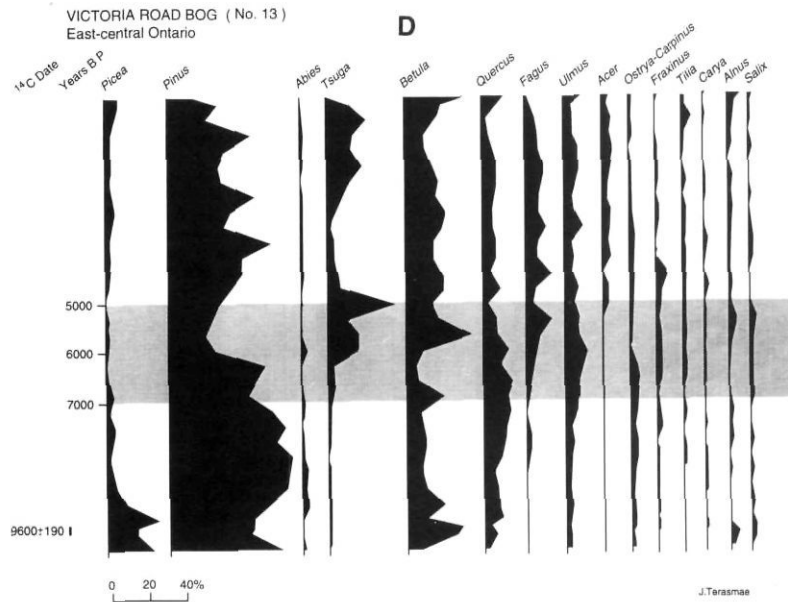 VICTORIA ROAD BOG ( No. 13 )
East-central Ontario
D
¹⁴C Date
Years B P
Picea
Pinus
Abies
Tsuga
Betula
Quercus
Fagus
Ulmus
Acer
Ostrya-Carpinus
Fraxinus
Tilia
Carya
Alnus
Salix
5000
6000
7000
9600±190
0 20 40%
J.Terasmae